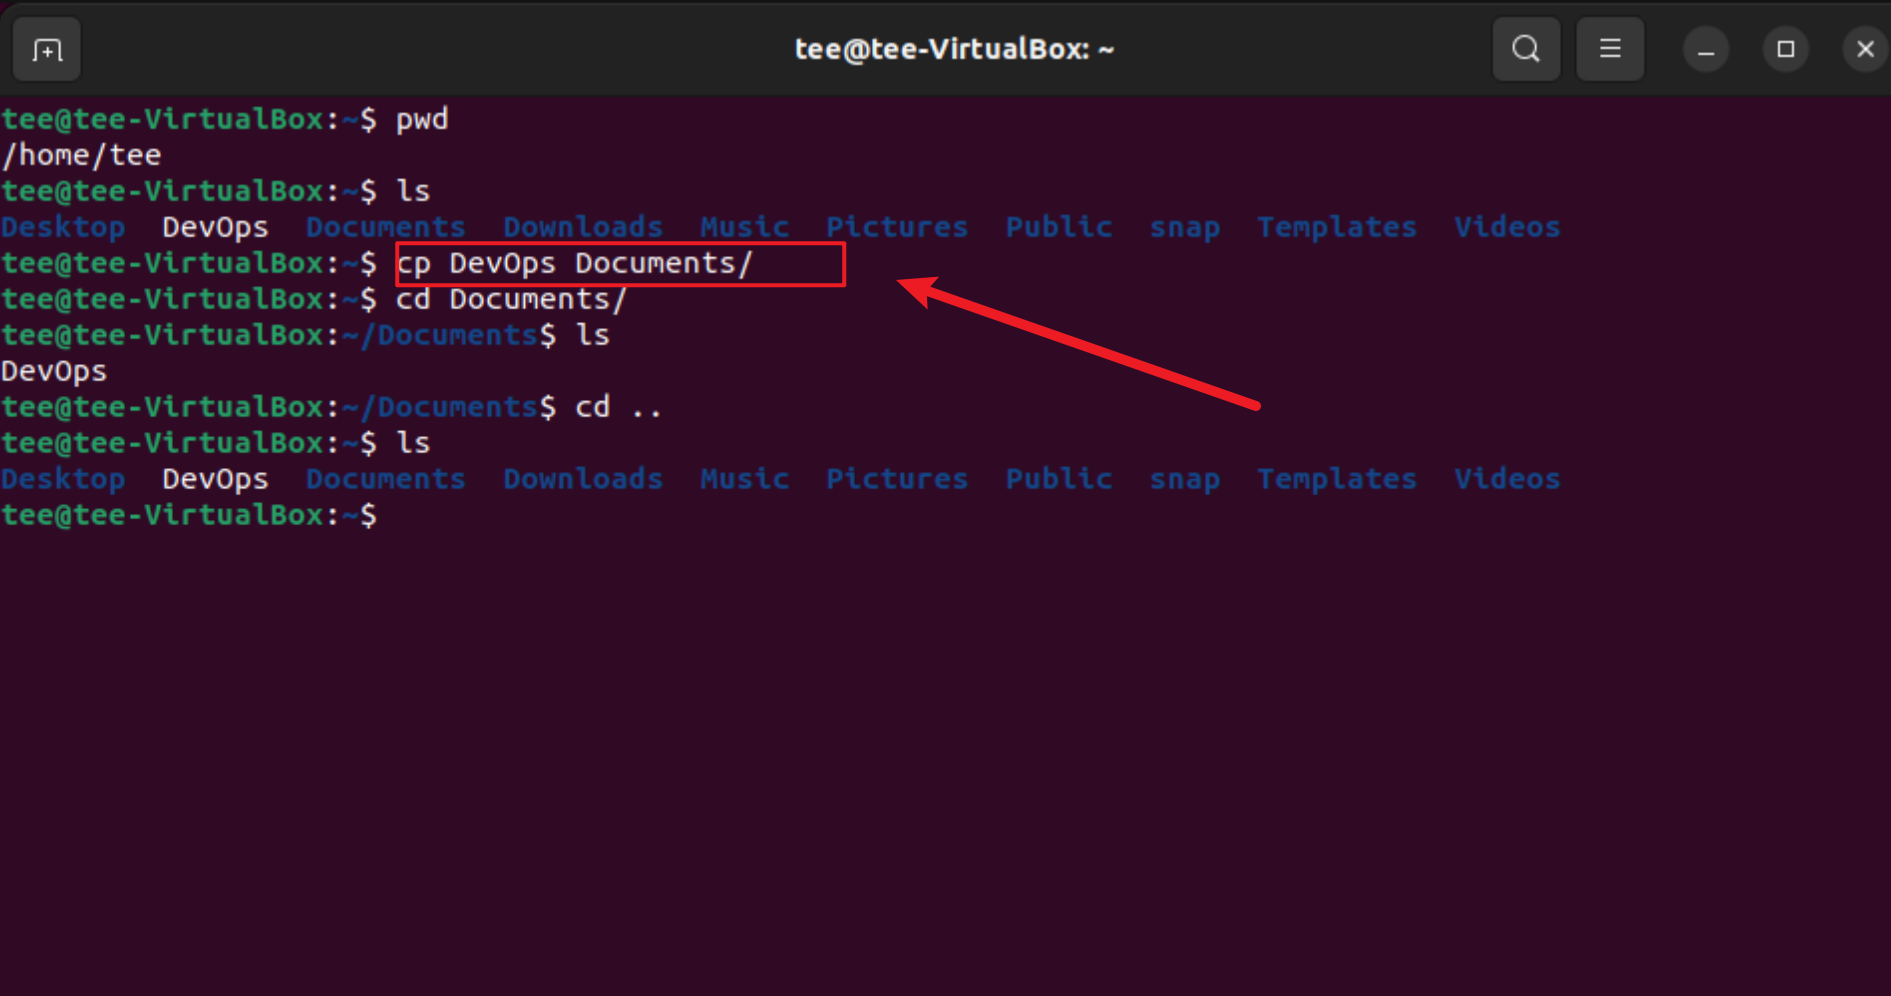 tee@tee-VirtualBox: ~
tee@tee-VirtualBox:~$ pwd
/home/tee
tee@tee-VirtualBox:~$ ls
Desktop  DevOps  Documents  Downloads  Music  Pictures  Public  snap  Templates  Videos
tee@tee-VirtualBox:~$ cp DevOps Documents/
tee@tee-VirtualBox:~$ cd Documents/
tee@tee-VirtualBox:~/Documents$ ls
DevOps
tee@tee-VirtualBox:~/Documents$ cd ..
tee@tee-VirtualBox:~$ ls
Desktop  DevOps  Documents  Downloads  Music  Pictures  Public  snap  Templates  Videos
tee@tee-VirtualBox:~$